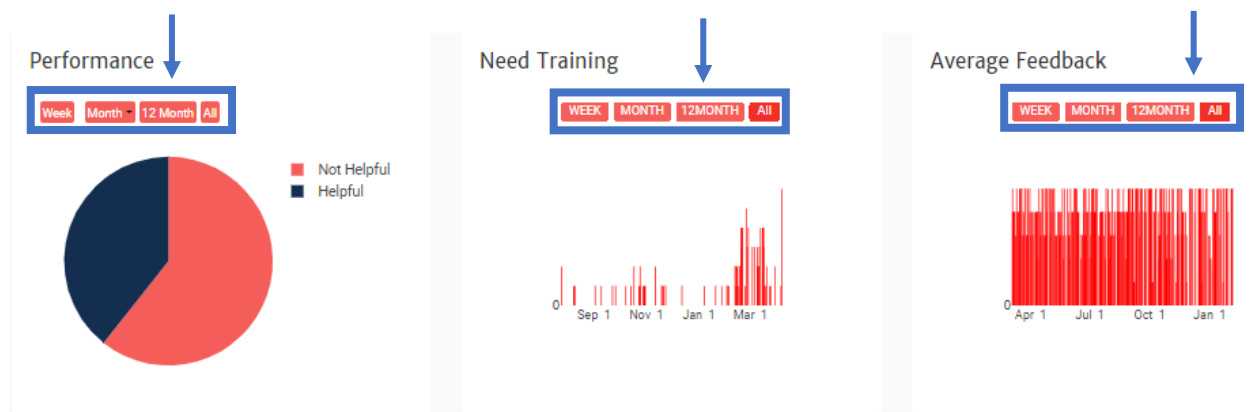 Performance
Week Month 12 Month All
Not Helpful
Helpful
Need Training
WEEK MONTH 12MONTH All
0
Sep 1 Nov 1 Jan 1 Mar 1
Average Feedback
WEEK MONTH 12MONTH All
0
Apr 1 Jul 1 Oct 1 Jan 1